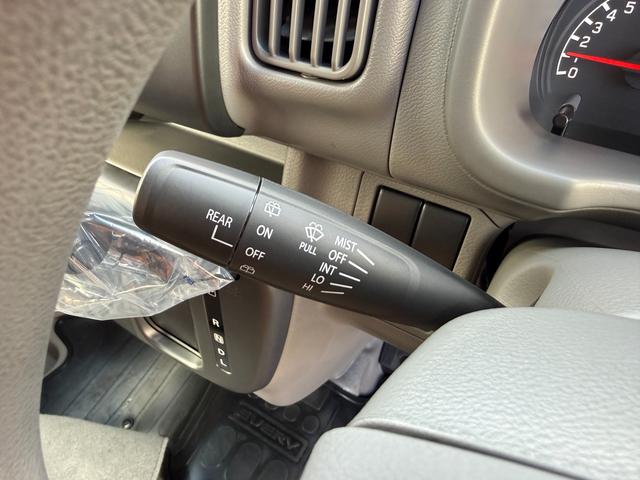 5
4
3
2
1
0
REAR
ON
OFF
PULL
MIST
OFF
INT
LO
HI
R
N
D
L
EVERY